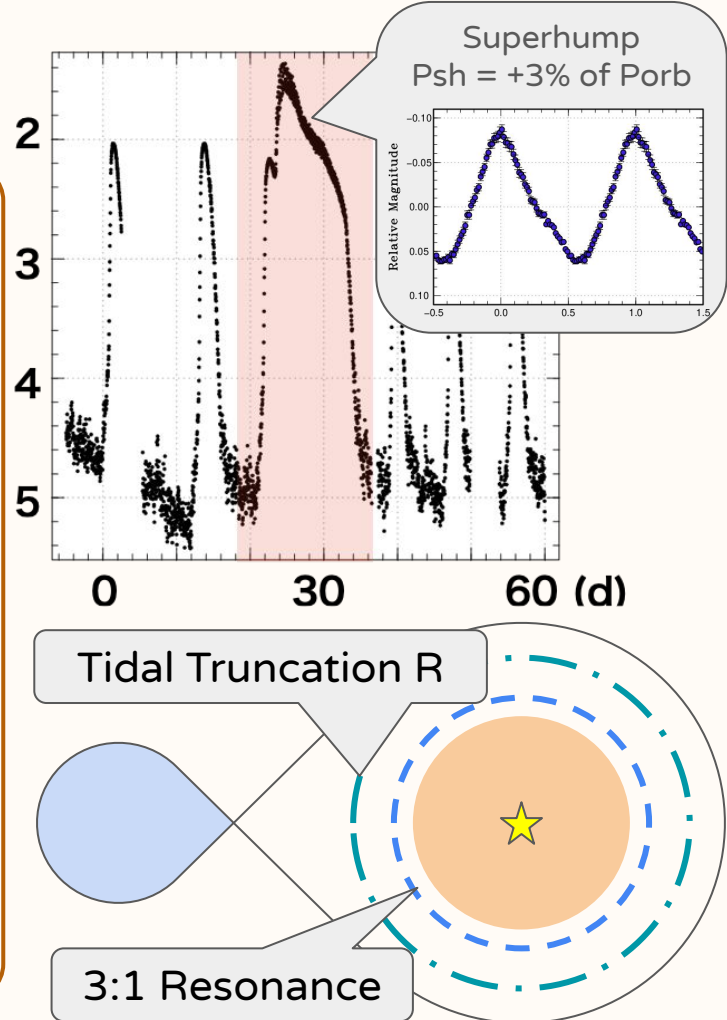 Superhump
Psh = +3% of Porb
Relative Magnitude
−0.10
−0.05
0.00
0.05
0.10
−0.5
0.0
0.5
1.0
1.5
2
3
4
5
0
30
60 (d)
Tidal Truncation R
3:1 Resonance